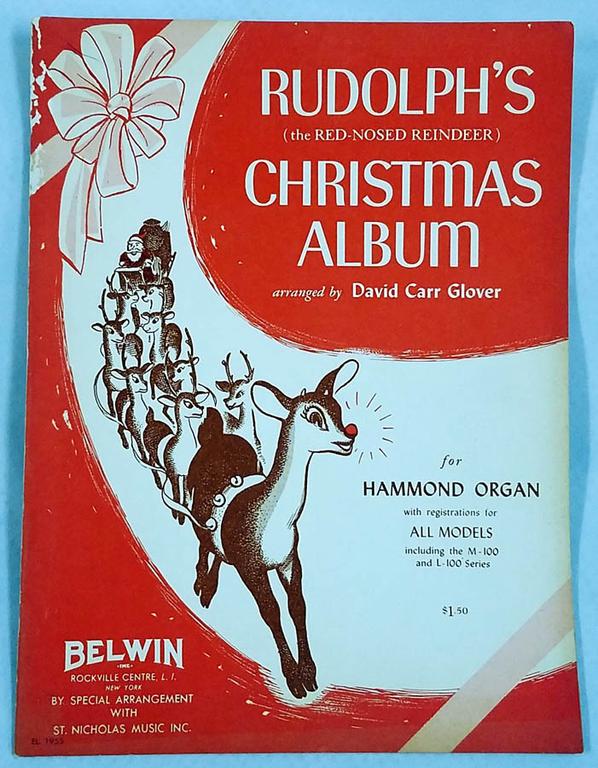 RUDOLPH'S
(the RED-NOSED REINDEER)
CHRISTMAS
ALBUM
arranged by David Carr Glover
for
HAMMOND ORGAN
with registrations for
ALL MODELS
including the M-100
and L-100 Series
$1.50
BELWIN
INC.
ROCKVILLE CENTRE, L. I.
NEW YORK
BY SPECIAL ARRANGEMENT
WITH
ST. NICHOLAS MUSIC INC.
EL. 1955